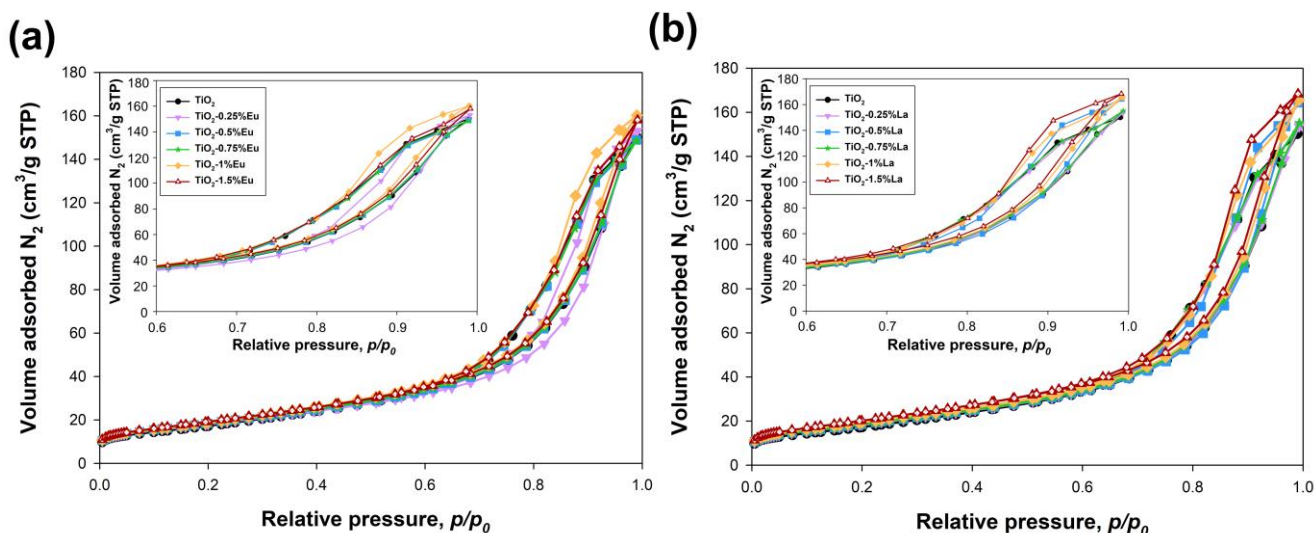 (a)
Volume adsorbed N₂ (cm³/g STP)
180
160
140
120
100
80
60
40
20
0
0.0 0.2 0.4 0.6 0.8 1.0
Relative pressure, p/p₀
Volume adsorbed N₂ (cm³/g STP)
180
160
140
120
100
80
60
40
20
0
0.6 0.7 0.8 0.9 1.0
Relative pressure, p/p₀
TiO₂
TiO₂-0.25%Eu
TiO₂-0.5%Eu
TiO₂-0.75%Eu
TiO₂-1%Eu
TiO₂-1.5%Eu
(b)
Volume adsorbed N₂ (cm³/g STP)
180
160
140
120
100
80
60
40
20
0
0.0 0.2 0.4 0.6 0.8 1.0
Relative pressure, p/p₀
Volume adsorbed N₂ (cm³/g STP)
180
160
140
120
100
80
60
40
20
0
0.6 0.7 0.8 0.9 1.0
Relative pressure, p/p₀
TiO₂
TiO₂-0.25%La
TiO₂-0.5%La
TiO₂-0.75%La
TiO₂-1%La
TiO₂-1.5%La